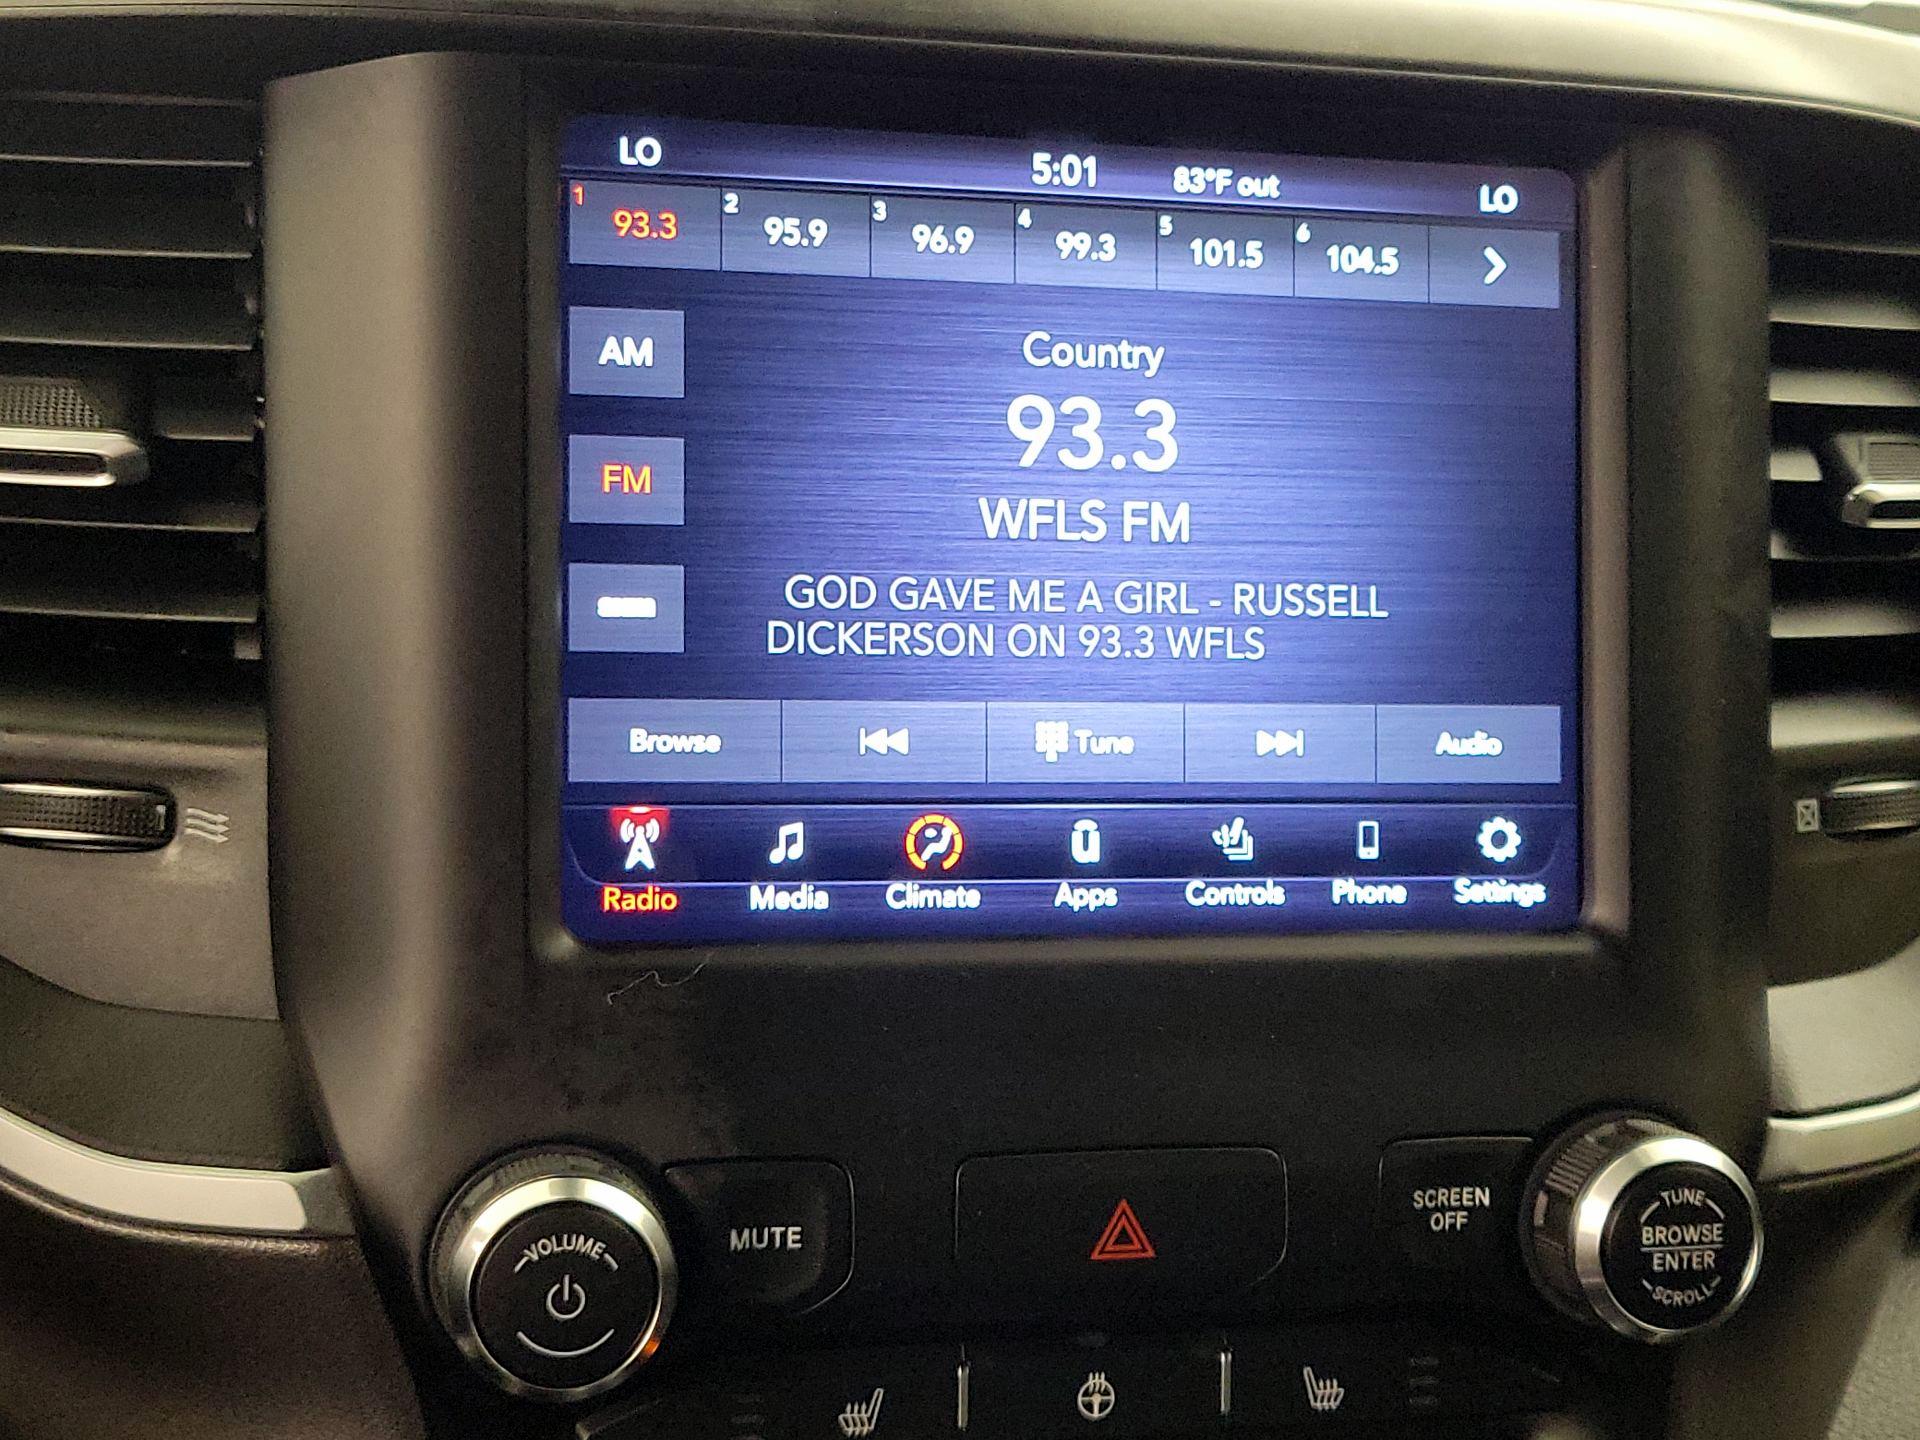 LO 5:01 83°F out LO
1 93.3 2 95.9 3 96.9 4 99.3 5 101.5 6 104.5
AM
FM
Country
93.3
WFLS FM
GOD GAVE ME A GIRL - RUSSELL
DICKERSON ON 93.3 WFLS
Browse Tune Audio
Radio Media Climate Apps Controls Phone Settings
VOLUME
MUTE
SCREEN
OFF
TUNE
BROWSE
ENTER
SCROLL